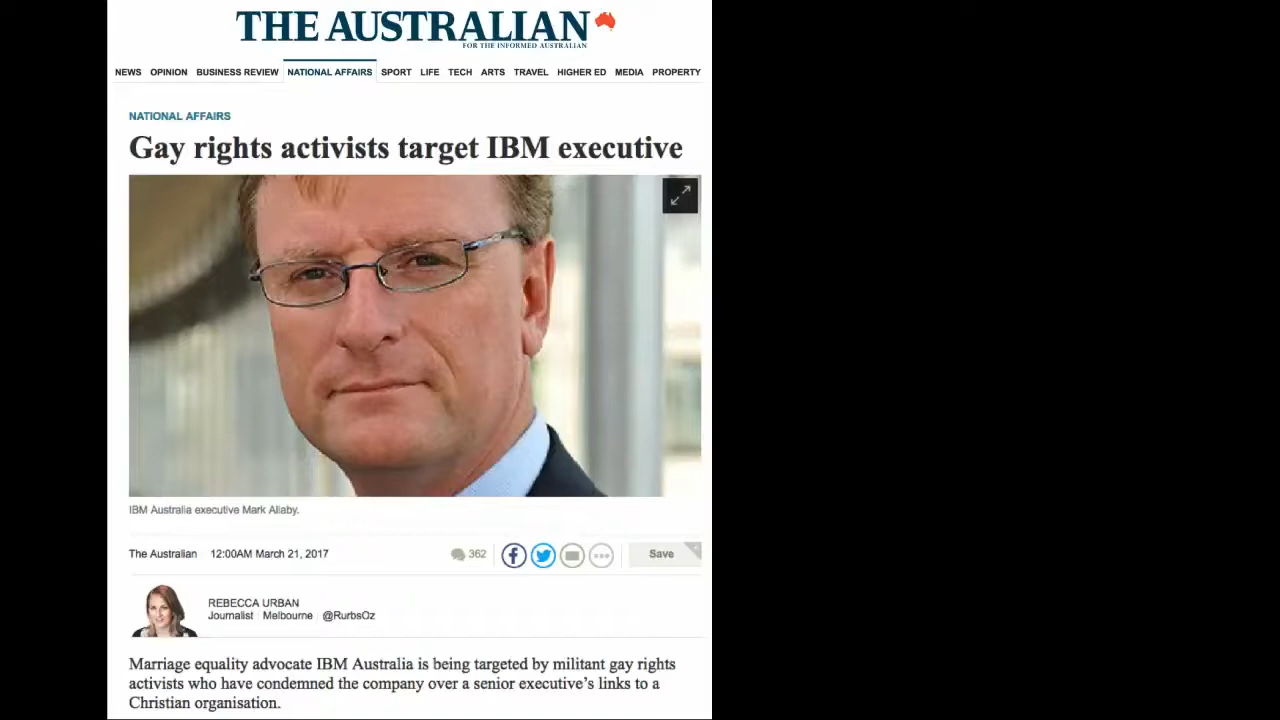 THE AUSTRALIAN
FOR THE INFORMED AUSTRALIAN
NEWS OPINION BUSINESS REVIEW NATIONAL AFFAIRS SPORT LIFE TECH ARTS TRAVEL HIGHER ED MEDIA PROPERTY
NATIONAL AFFAIRS
Gay rights activists target IBM executive
IBM Australia executive Mark Allaby.
The Australian 12:00AM March 21, 2017
362
Save
REBECCA URBAN
Journalist Melbourne @RurbsOz
Marriage equality advocate IBM Australia is being targeted by militant gay rights
activists who have condemned the company over a senior executive's links to a
Christian organisation.